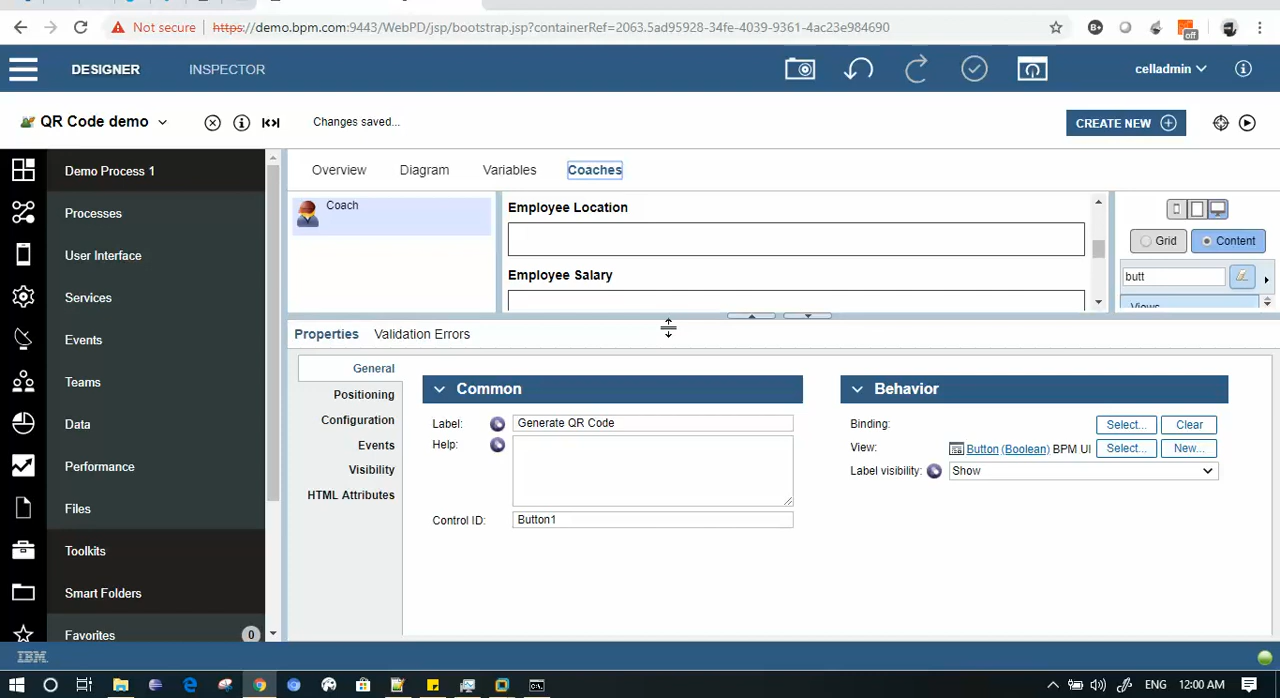 Not secure https://demo.bpm.com:9443/WebPD/jsp/bootstrap.jsp?containerRef=2063.5ad95928-34fe-4039-9361-4ac23e984690
off
DESIGNER INSPECTOR celladmin
QR Code demo Changes saved... CREATE NEW
Demo Process 1
Processes
User Interface
Services
Events
Teams
Data
Performance
Files
Toolkits
Smart Folders
Favorites 0
Overview Diagram Variables Coaches
Coach
Employee Location
Employee Salary
Grid Content
butt
Views
Properties Validation Errors
General
Positioning
Configuration
Events
Visibility
HTML Attributes
Common
Label: Generate QR Code
Help:
Control ID: Button1
Behavior
Binding: Select... Clear
View: Button (Boolean) BPM UI Select... New...
Label visibility: Show
IBM
ENG 12:00 AM